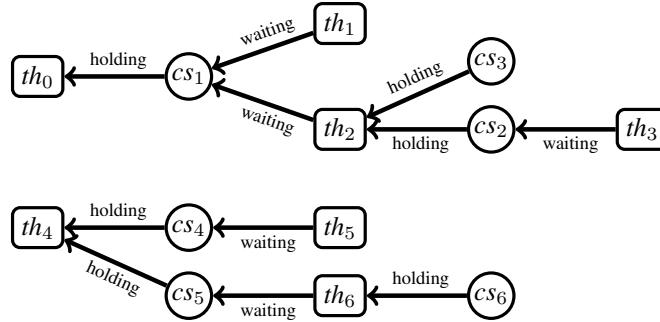 th1
waiting
cs3
holding
th0
holding
cs1
waiting
th2
holding
cs2
waiting
th3
th4
holding
cs4
waiting
th5
holding
cs5
waiting
th6
holding
cs6